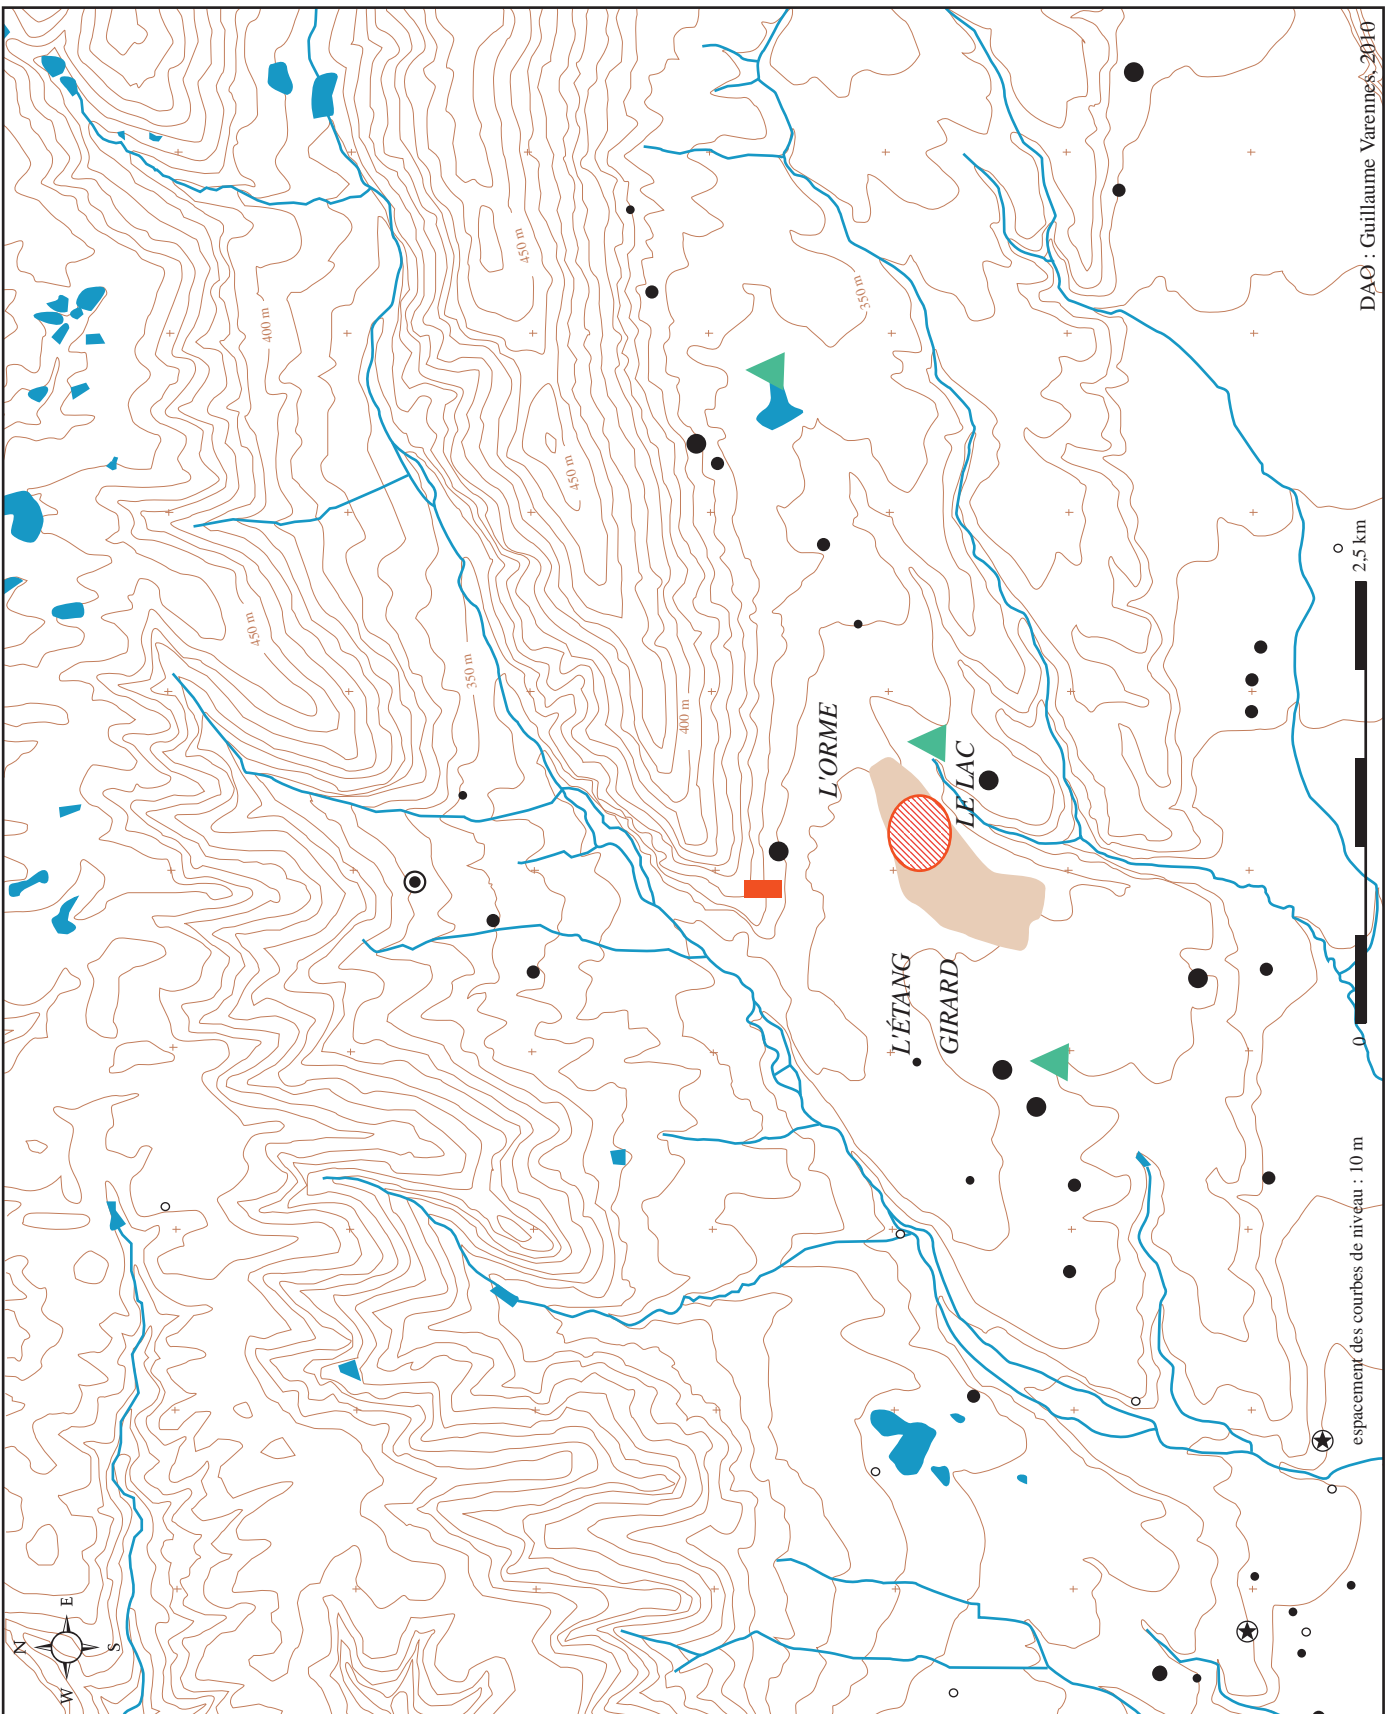 N
W
E
S
400 m
450 m
450 m
450 m
350 m
400 m
350 m
L'ORME
LE LAC
L'ÉTANG
GIRARD
espacement des courbes de niveau : 10 m
0
2,5 km
DAO : Guillaume Varennes, 2010